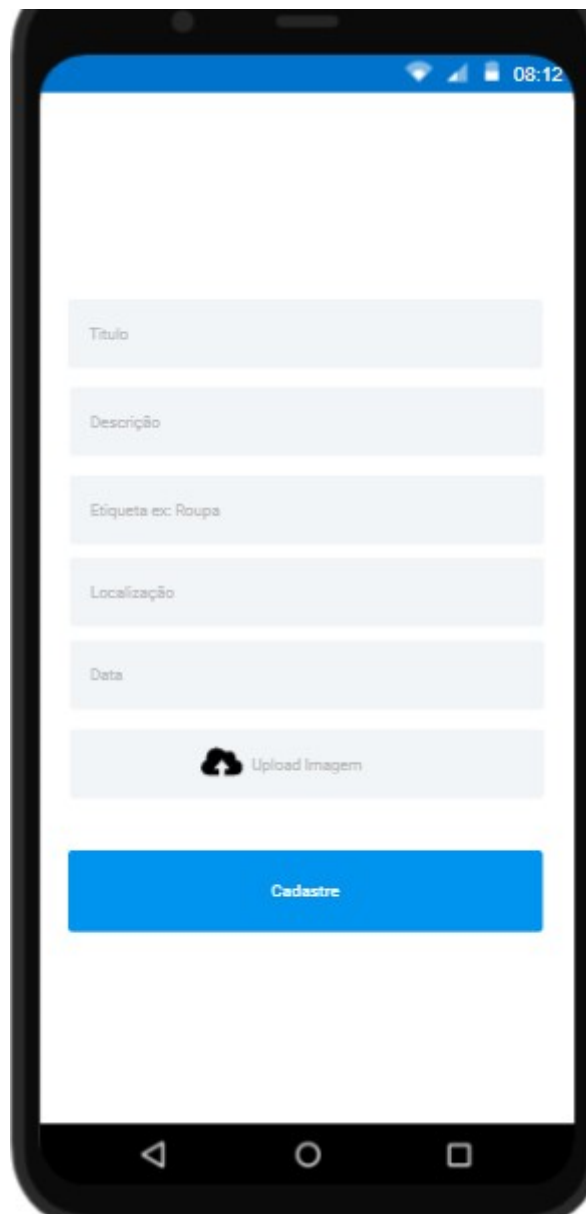 08:12
Titulo
Descrição
Etiqueta ex: Roupa
Localização
Data
Upload Imagem
Cadastre